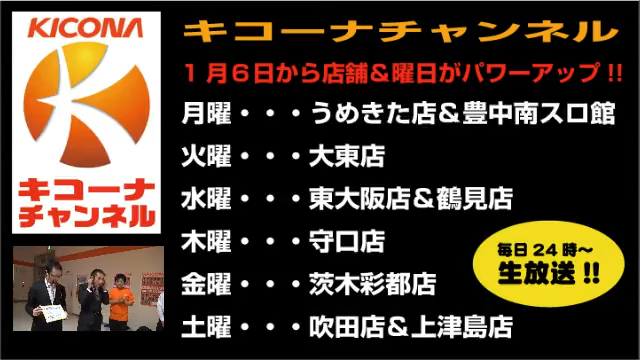 KICONA
キコーナ
チャンネル
キコーナチャンネル
1月6日から店舗&曜日がパワーアップ!!
月曜・・・うめきた店&豊中南スロ館
火曜・・・大東店
水曜・・・東大阪店&鶴見店
木曜・・・守口店
金曜・・・茨木彩都店
土曜・・・吹田店&上津島店
毎日24時~
生放送!!